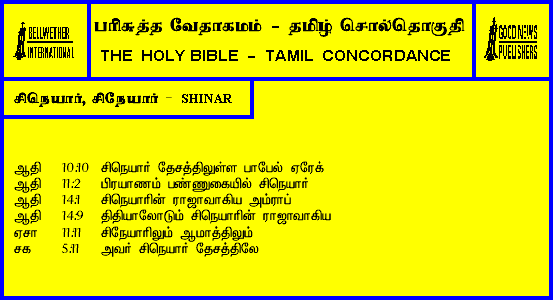 BELLWETHER
INTERNATIONAL
பரிசுத்த வேதாகமம் - தமிழ் சொல்தொகுதி
THE HOLY BIBLE - TAMIL CONCORDANCE
GOOD NEWS
PUBLISHERS
சிநெயார், சிநேயார் - SHINAR
ஆதி 10:10 சிநெயார் தேசத்திலுள்ள பாபேல் ஏரேக்
ஆதி 11:2 பிரயாணம் பண்ணுகையில் சிநெயார்
ஆதி 14:1 சிநெயாரின் ராஜாவாகிய அம்ராப்
ஆதி 14:9 திதியாலோடும் சிநெயாரின் ராஜாவாகிய
ஏசா 11:11 சிநேயாரிலும் ஆமாத்திலும்
சக 5:11 அவர் சிநெயார் தேசத்திலே